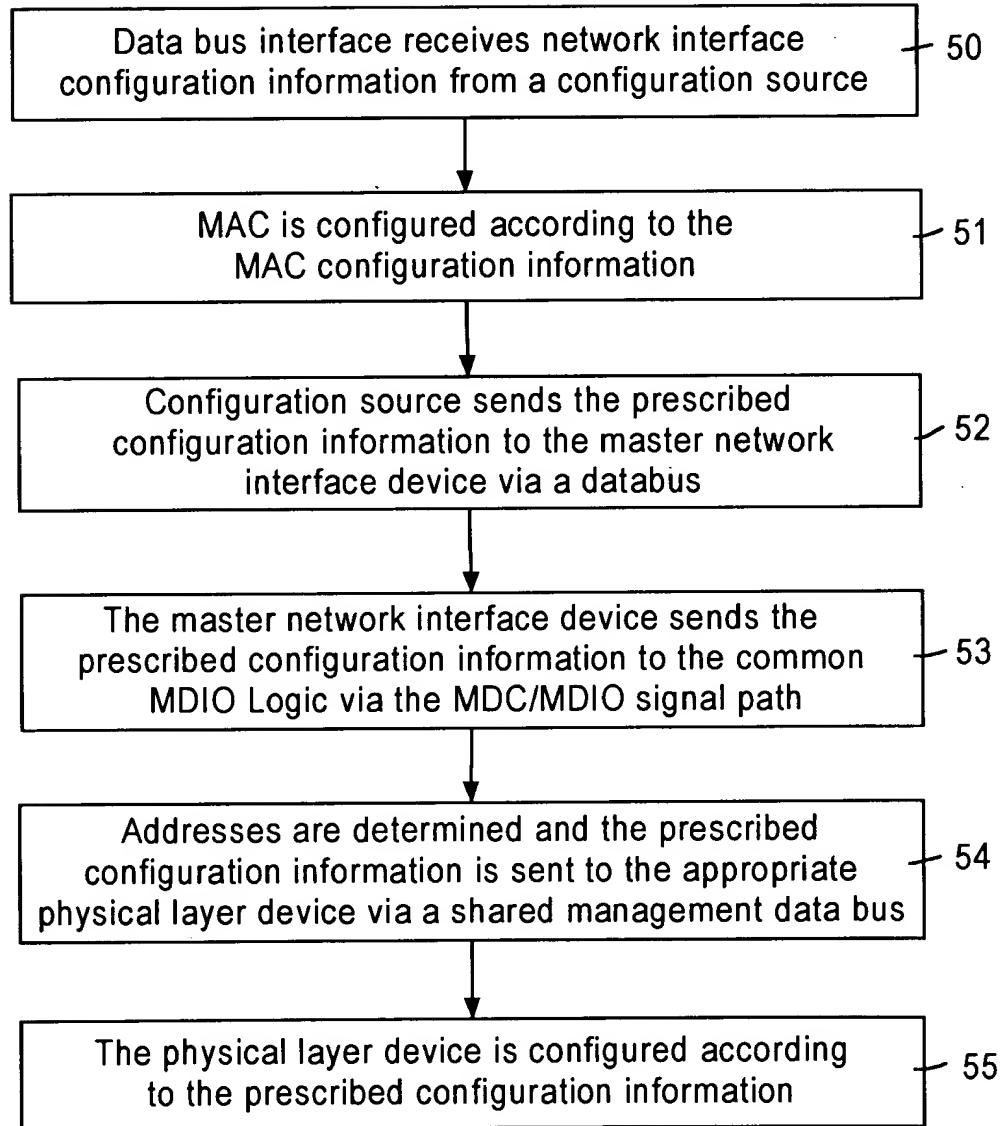 Data bus interface receives network interface
configuration information from a configuration source
50
MAC is configured according to the
MAC configuration information
51
Configuration source sends the prescribed
configuration information to the master network
interface device via a databus
52
The master network interface device sends the
prescribed configuration information to the common
MDIO Logic via the MDC/MDIO signal path
53
Addresses are determined and the prescribed
configuration information is sent to the appropriate
physical layer device via a shared management data bus
54
The physical layer device is configured according
to the prescribed configuration information
55